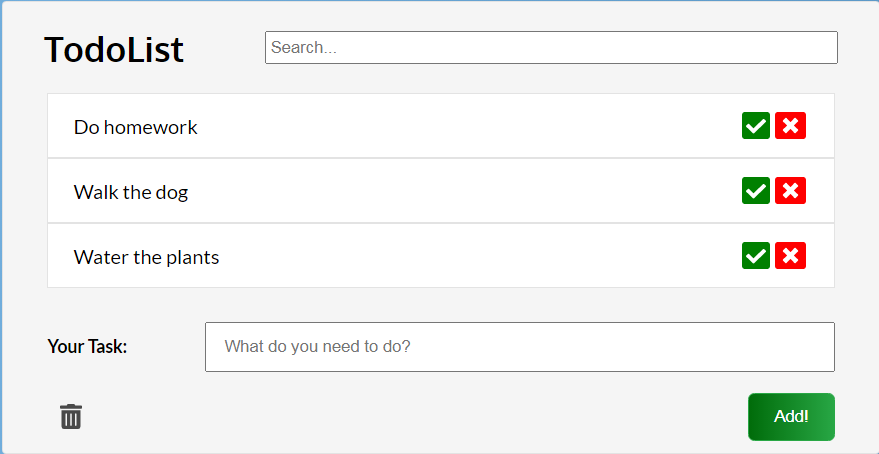 TodoList
Search...
Do homework
Walk the dog
Water the plants
Your Task:
What do you need to do?
Add!